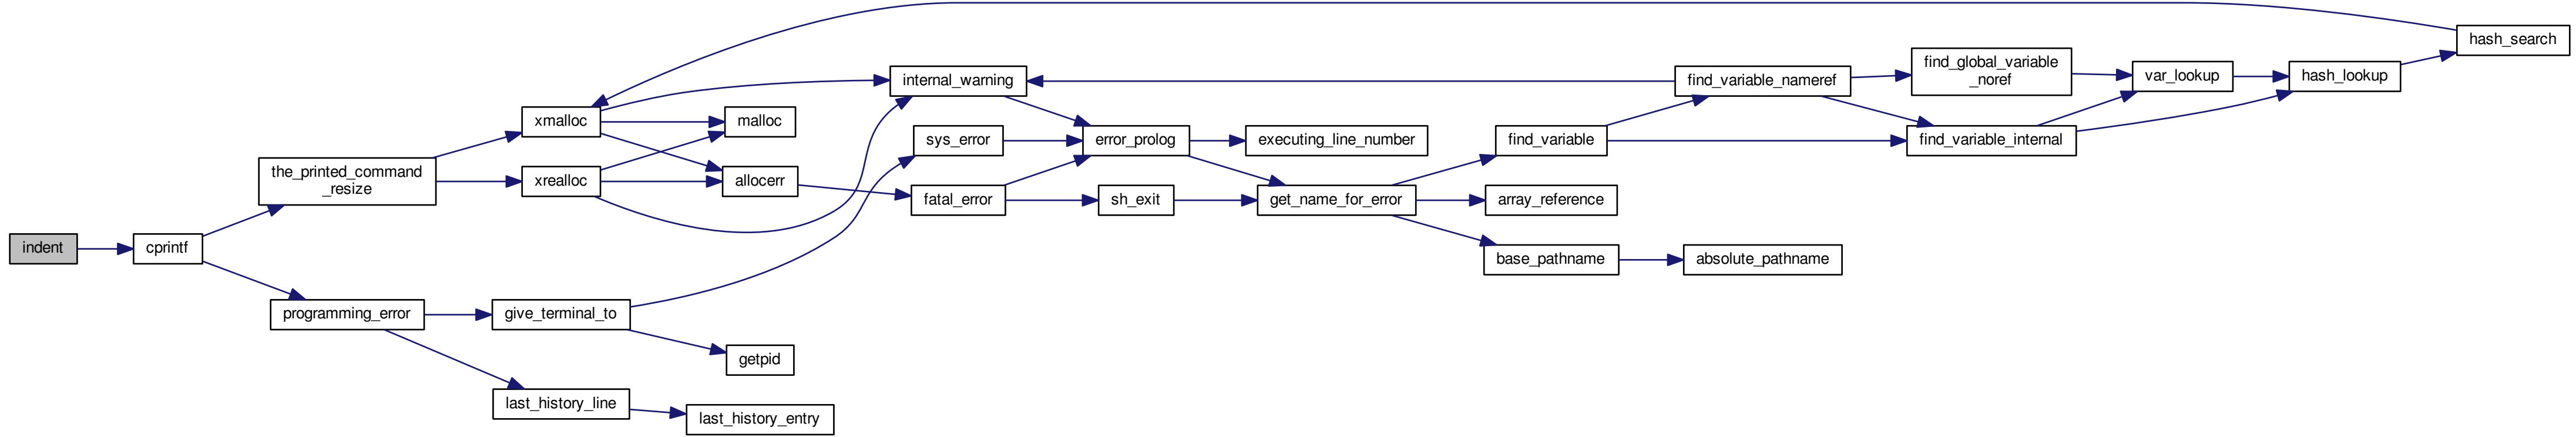 indent
cprintf
the_printed_command
_resize
programming_error
xmalloc
xrealloc
give_terminal_to
last_history_line
malloc
allocerr
getpid
last_history_entry
internal_warning
sys_error
fatal_error
error_prolog
sh_exit
executing_line_number
get_name_for_error
find_variable
array_reference
base_pathname
find_variable_nameref
absolute_pathname
find_global_variable
_noref
find_variable_internal
var_lookup
hash_lookup
hash_search